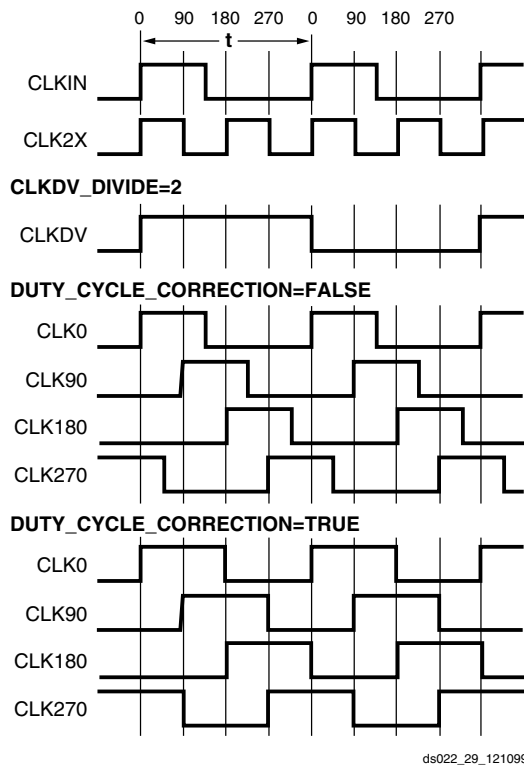 0 90 180 270 0 90 180 270
t
CLKIN
CLK2X
CLKDV_DIVIDE=2
CLKDV
DUTY_CYCLE_CORRECTION=FALSE
CLK0
CLK90
CLK180
CLK270
DUTY_CYCLE_CORRECTION=TRUE
CLK0
CLK90
CLK180
CLK270
ds022_29_121099